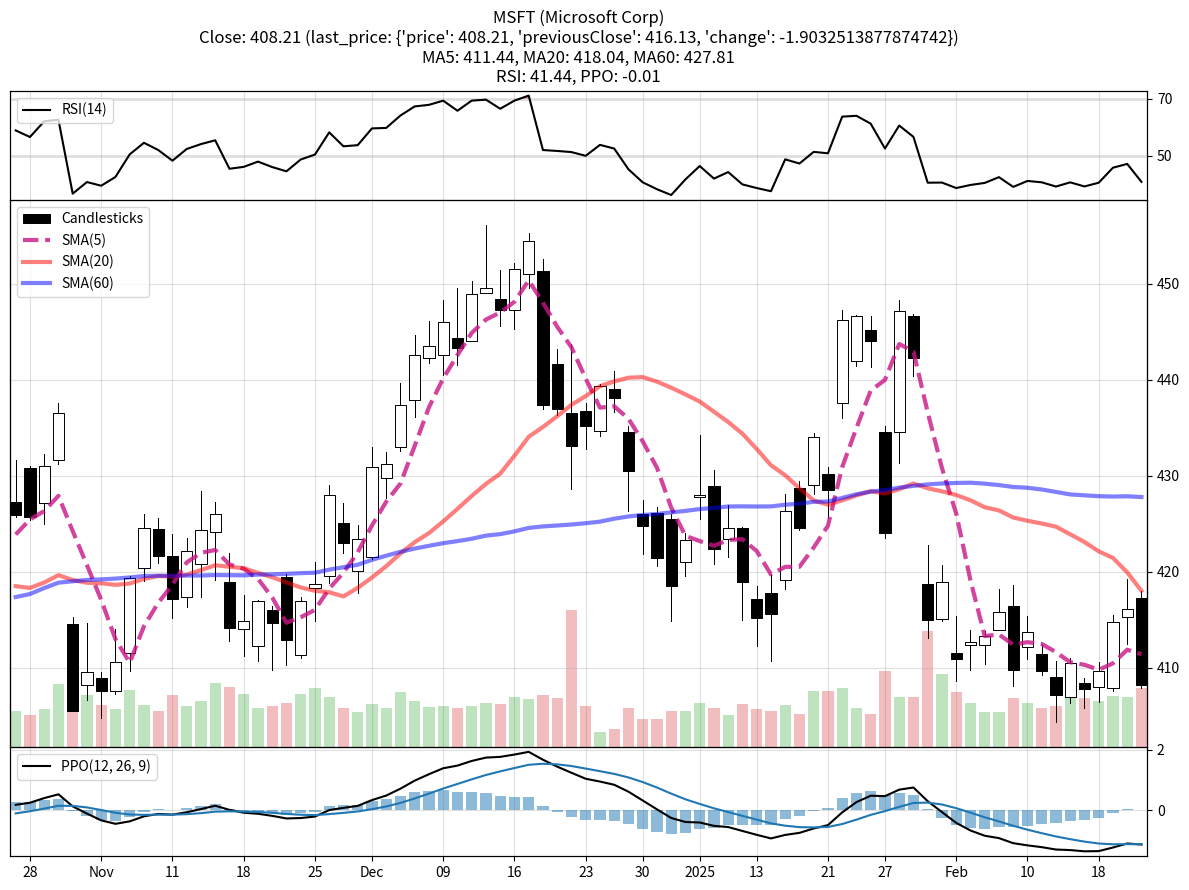 MSFT (Microsoft Corp)
Close: 408.21 (last_price: {'price': 408.21, 'previousClose': 416.13, 'change': -1.9032513877874742})
MA5: 411.44, MA20: 418.04, MA60: 427.81
RSI: 41.44, PPO: -0.01
RSI(14)
70
50
Candlesticks
SMA(5)
SMA(20)
SMA(60)
450
440
430
420
410
PPO(12, 26, 9)
2
0
28 Nov 11 18 25 Dec 09 16 23 30 2025 13 21 27 Feb 10 18